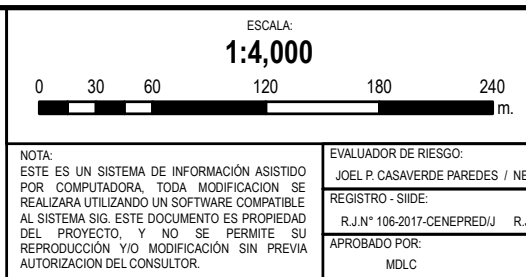 ESCALA:
1:4,000
0 30 60 120 180 240
m.
NOTA:
ESTE ES UN SISTEMA DE INFORMACIÓN ASISTIDO
POR COMPUTADORA, TODA MODIFICACION SE
REALIZARA UTILIZANDO UN SOFTWARE COMPATIBLE
AL SISTEMA SIG. ESTE DOCUMENTO ES PROPIEDAD
DEL PROYECTO, Y NO SE PERMITE SU
REPRODUCCIÓN Y/O MODIFICACIÓN SIN PREVIA
AUTORIZACION DEL CONSULTOR.
EVALUADOR DE RIESGO:
JOEL P. CASAVERDE PAREDES / NE
REGISTRO - SIIDE:
R.J.N° 106-2017-CENEPRED/J R.
APROBADO POR:
MDLC